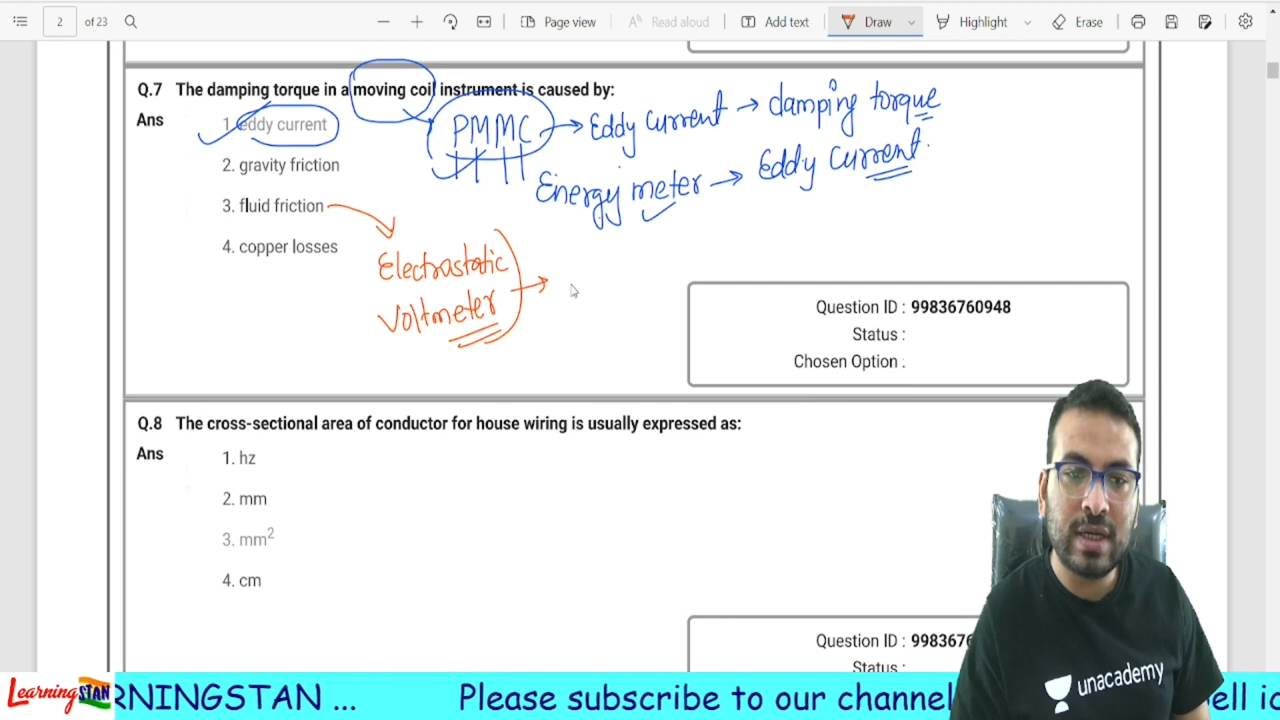 2 of 23
Page view
Read aloud
Add text
Draw
Highlight
Erase
Q.7 The damping torque in a moving coil instrument is caused by:
Ans
1. eddy current
2. gravity friction
3. fluid friction
4. copper losses
PMMC → Eddy Current → damping torque
Energy meter → Eddy Current.
Electrostatic
Voltmeter
Question ID : 99836760948
Status :
Chosen Option :
Q.8 The cross-sectional area of conductor for house wiring is usually expressed as:
Ans
1. hz
2. mm
3. mm²
4. cm
Question ID : 998367
Status :
unacademy
Learning STAN
RNINGSTAN ... Please subscribe to our channel